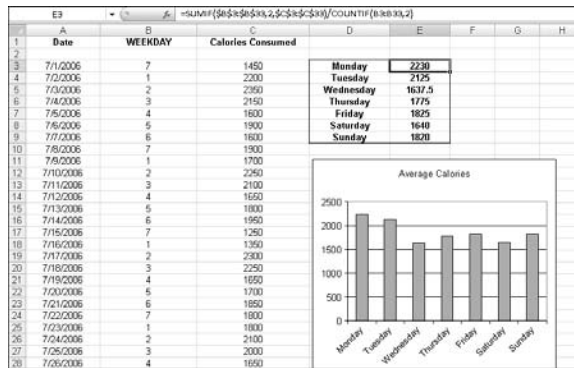 E3 fx =SUMIF($B$3:$B$33,2,$C$3:$C$33)/COUNTIF(B3:B33,2)
A B C D E F G H
1 Date WEEKDAY Calories Consumed
2
3 7/1/2006 7 1450 Monday 2230
4 7/2/2006 1 2200 Tuesday 2125
5 7/3/2006 2 2350 Wednesday 1637.5
6 7/4/2006 3 2150 Thursday 1775
7 7/5/2006 4 1600 Friday 1825
8 7/6/2006 5 1900 Saturday 1640
9 7/7/2006 6 1600 Sunday 1820
10 7/8/2006 7 1900
11 7/9/2006 1 1700
12 7/10/2006 2 2250
13 7/11/2006 3 2100
14 7/12/2006 4 1650
15 7/13/2006 5 1800
16 7/14/2006 6 1950
17 7/15/2006 7 1250
18 7/16/2006 1 1350
19 7/17/2006 2 2300
20 7/18/2006 3 2250
21 7/19/2006 4 1650
22 7/20/2006 5 1700
23 7/21/2006 6 1850
24 7/22/2006 7 1800
25 7/23/2006 1 1800
26 7/24/2006 2 2100
27 7/25/2006 3 2000
28 7/26/2006 4 1650
Average Calories
2500
2000
1500
1000
500
0
Monday Tuesday Wednesday Thursday Friday Saturday Sunday